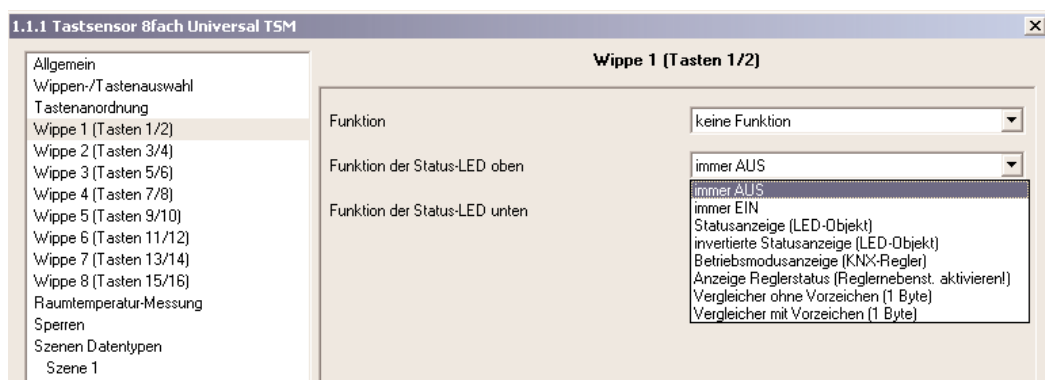 1.1.1 Tastsensor 8fach Universal TSM
Allgemein
Wippen-/Tastenauswahl
Tastenanordnung
Wippe 1 (Tasten 1/2)
Wippe 2 (Tasten 3/4)
Wippe 3 (Tasten 5/6)
Wippe 4 (Tasten 7/8)
Wippe 5 (Tasten 9/10)
Wippe 6 (Tasten 11/12)
Wippe 7 (Tasten 13/14)
Wippe 8 (Tasten 15/16)
Raumtemperatur-Messung
Sperren
Szenen Datentypen
Szene 1
Wippe 1 (Tasten 1/2)
Funktion
keine Funktion
Funktion der Status-LED oben
immer AUS
immer AUS
immer EIN
Statusanzeige (LED-Objekt)
invertierte Statusanzeige (LED-Objekt)
Betriebsmodusanzeige (KNX-Regler)
Anzeige Reglerstatus (Reglernebenst. aktivieren!)
Vergleicher ohne Vorzeichen (1 Byte)
Vergleicher mit Vorzeichen (1 Byte)
Funktion der Status-LED unten